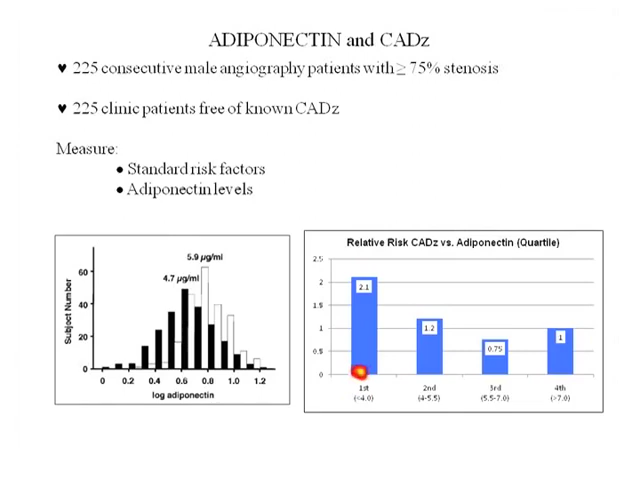 ADIPONECTIN and CADz
♥ 225 consecutive male angiography patients with ≥ 75% stenosis
♥ 225 clinic patients free of known CADz
Measure:
• Standard risk factors
• Adiponectin levels
5.9 µg/ml
4.7 µg/ml
Subject Number
60
40
20
0
0 0.2 0.4 0.6 0.8 1.0 1.2
log adiponectin
Relative Risk CADz vs. Adiponectin (Quartile)
2.5
2
1.5
1
0.5
0
2.1
1.2
0.75
1
1st 2nd 3rd 4th
(<4.0) (4-5.5) (5.5-7.0) (>7.0)